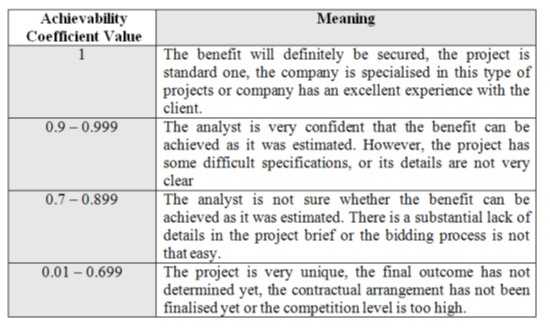 Achievability Meaning
Coefficient Value
1 The benefit will definitely be secured, the project is
standard one, the company is specialised in this type of
projects or company has an excellent experience with the
client.
0.9 – 0.999 The analyst is very confident that the benefit can be
achieved as it was estimated. However, the project has
some difficult specifications, or its details are not very
clear
0.7 – 0.899 The analyst is not sure whether the benefit can be
achieved as it was estimated. There is a substantial lack of
details in the project brief or the bidding process is not
that easy.
0.01 – 0.699 The project is very unique, the final outcome has not
determined yet, the contractual arrangement has not been
finalised yet or the competition level is too high.